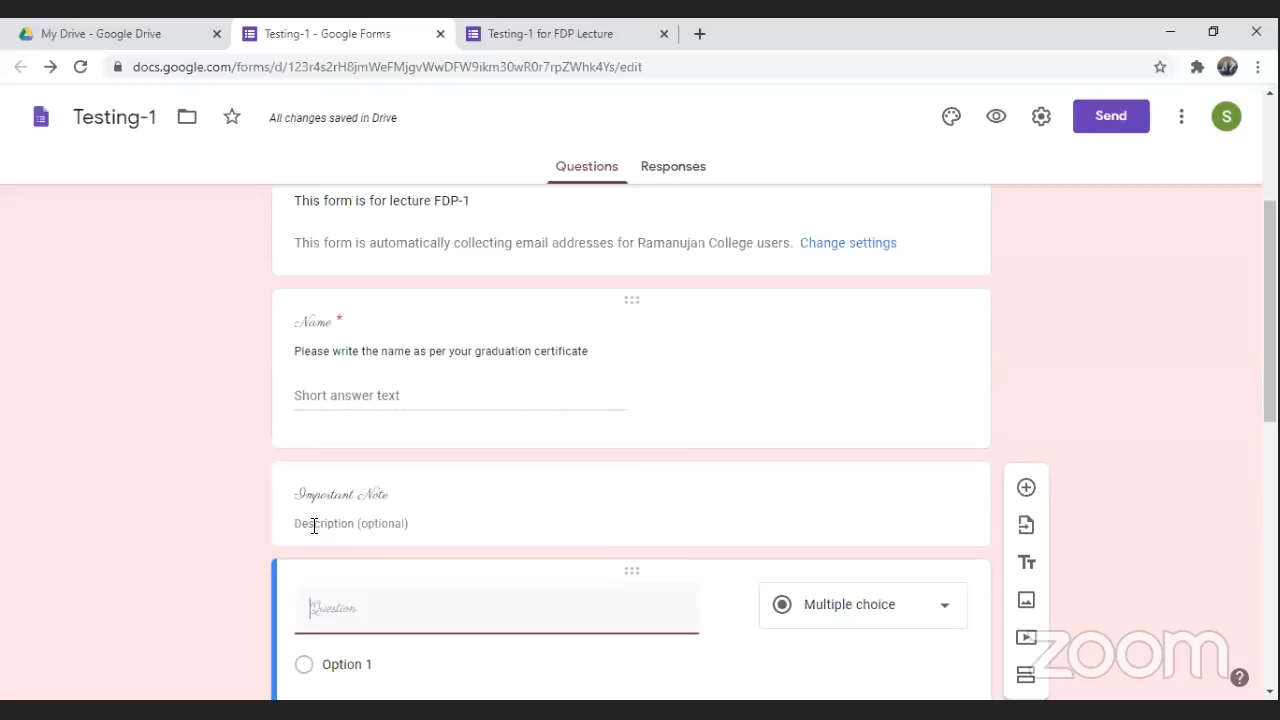 My Drive - Google Drive
Testing-1 - Google Forms
Testing-1 for FDP Lecture
docs.google.com/forms/d/123r4s2rH8jmWeFMjgvWwDFW9ikm30wR0r7rpZWhk4Ys/edit
Testing-1
All changes saved in Drive
Send
S
Questions
Responses
This form is for lecture FDP-1
This form is automatically collecting email addresses for Ramanujan College users. Change settings
Name *
Please write the name as per your graduation certificate
Short answer text
Important Note
Description (optional)
Question
Multiple choice
Option 1
Tt
zoom